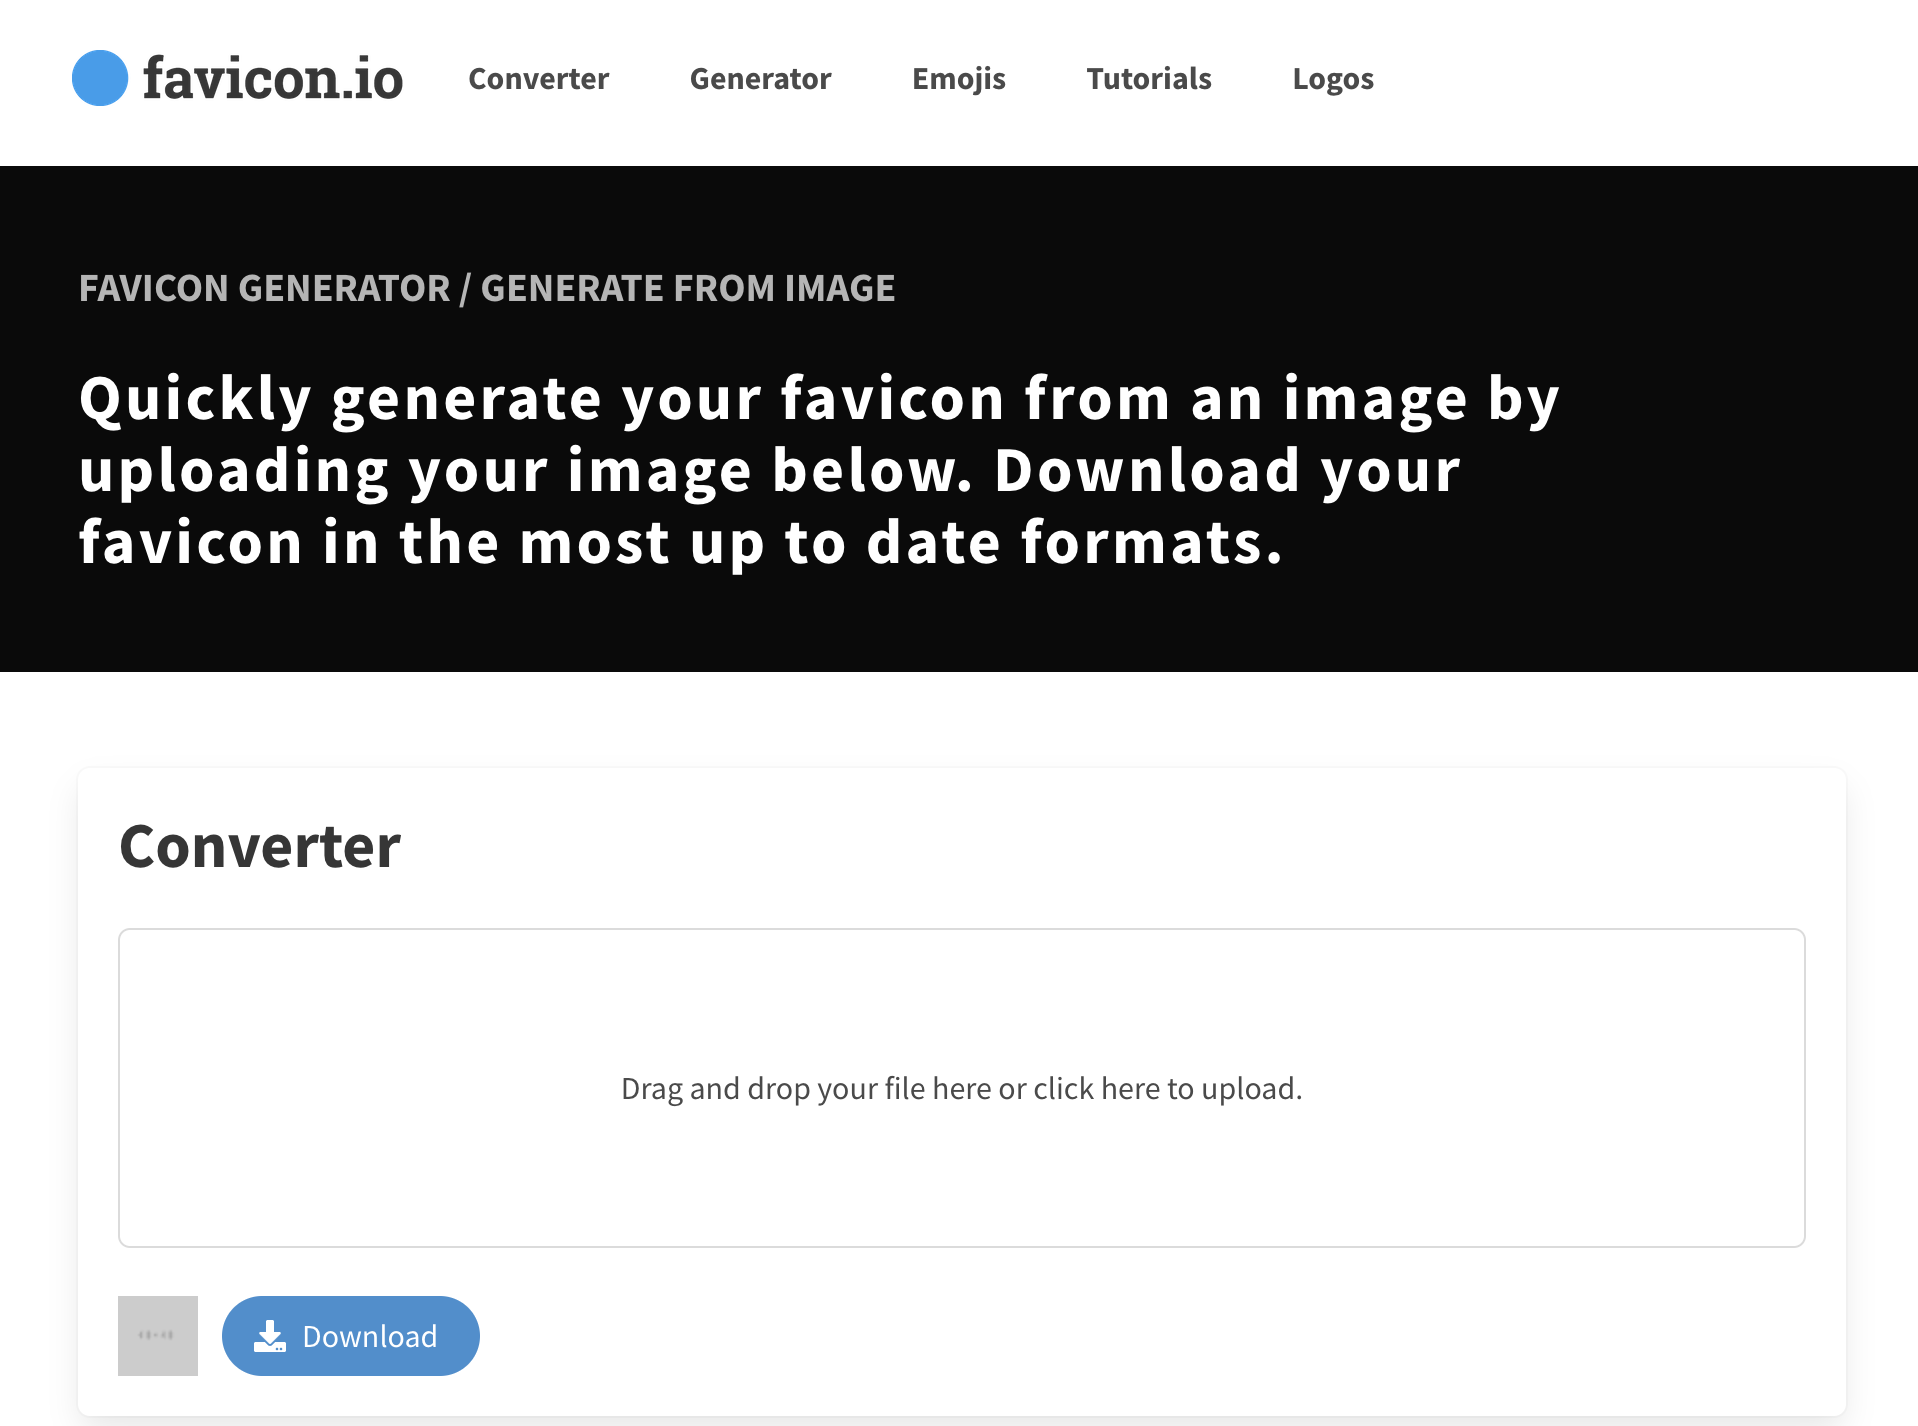 favicon.io
Converter
Generator
Emojis
Tutorials
Logos
FAVICON GENERATOR / GENERATE FROM IMAGE
Quickly generate your favicon from an image by
uploading your image below. Download your
favicon in the most up to date formats.
Converter
Drag and drop your file here or click here to upload.
Download